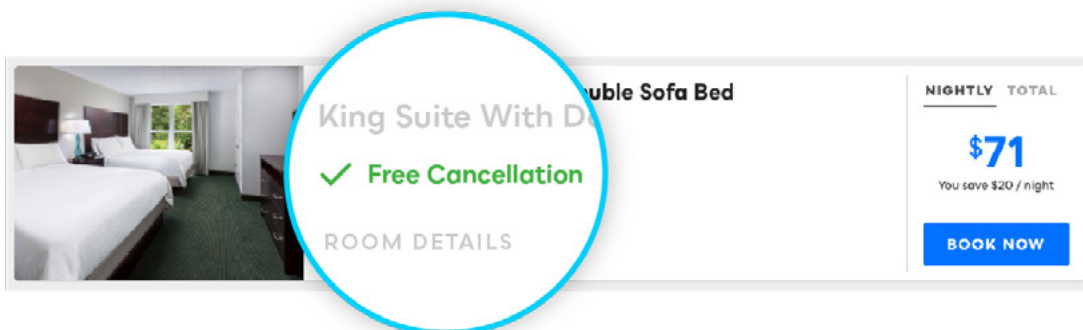 King Suite With Do
uble Sofa Bed
Free Cancellation
ROOM DETAILS
NIGHTLY TOTAL
$71
You save $20 / night
BOOK NOW